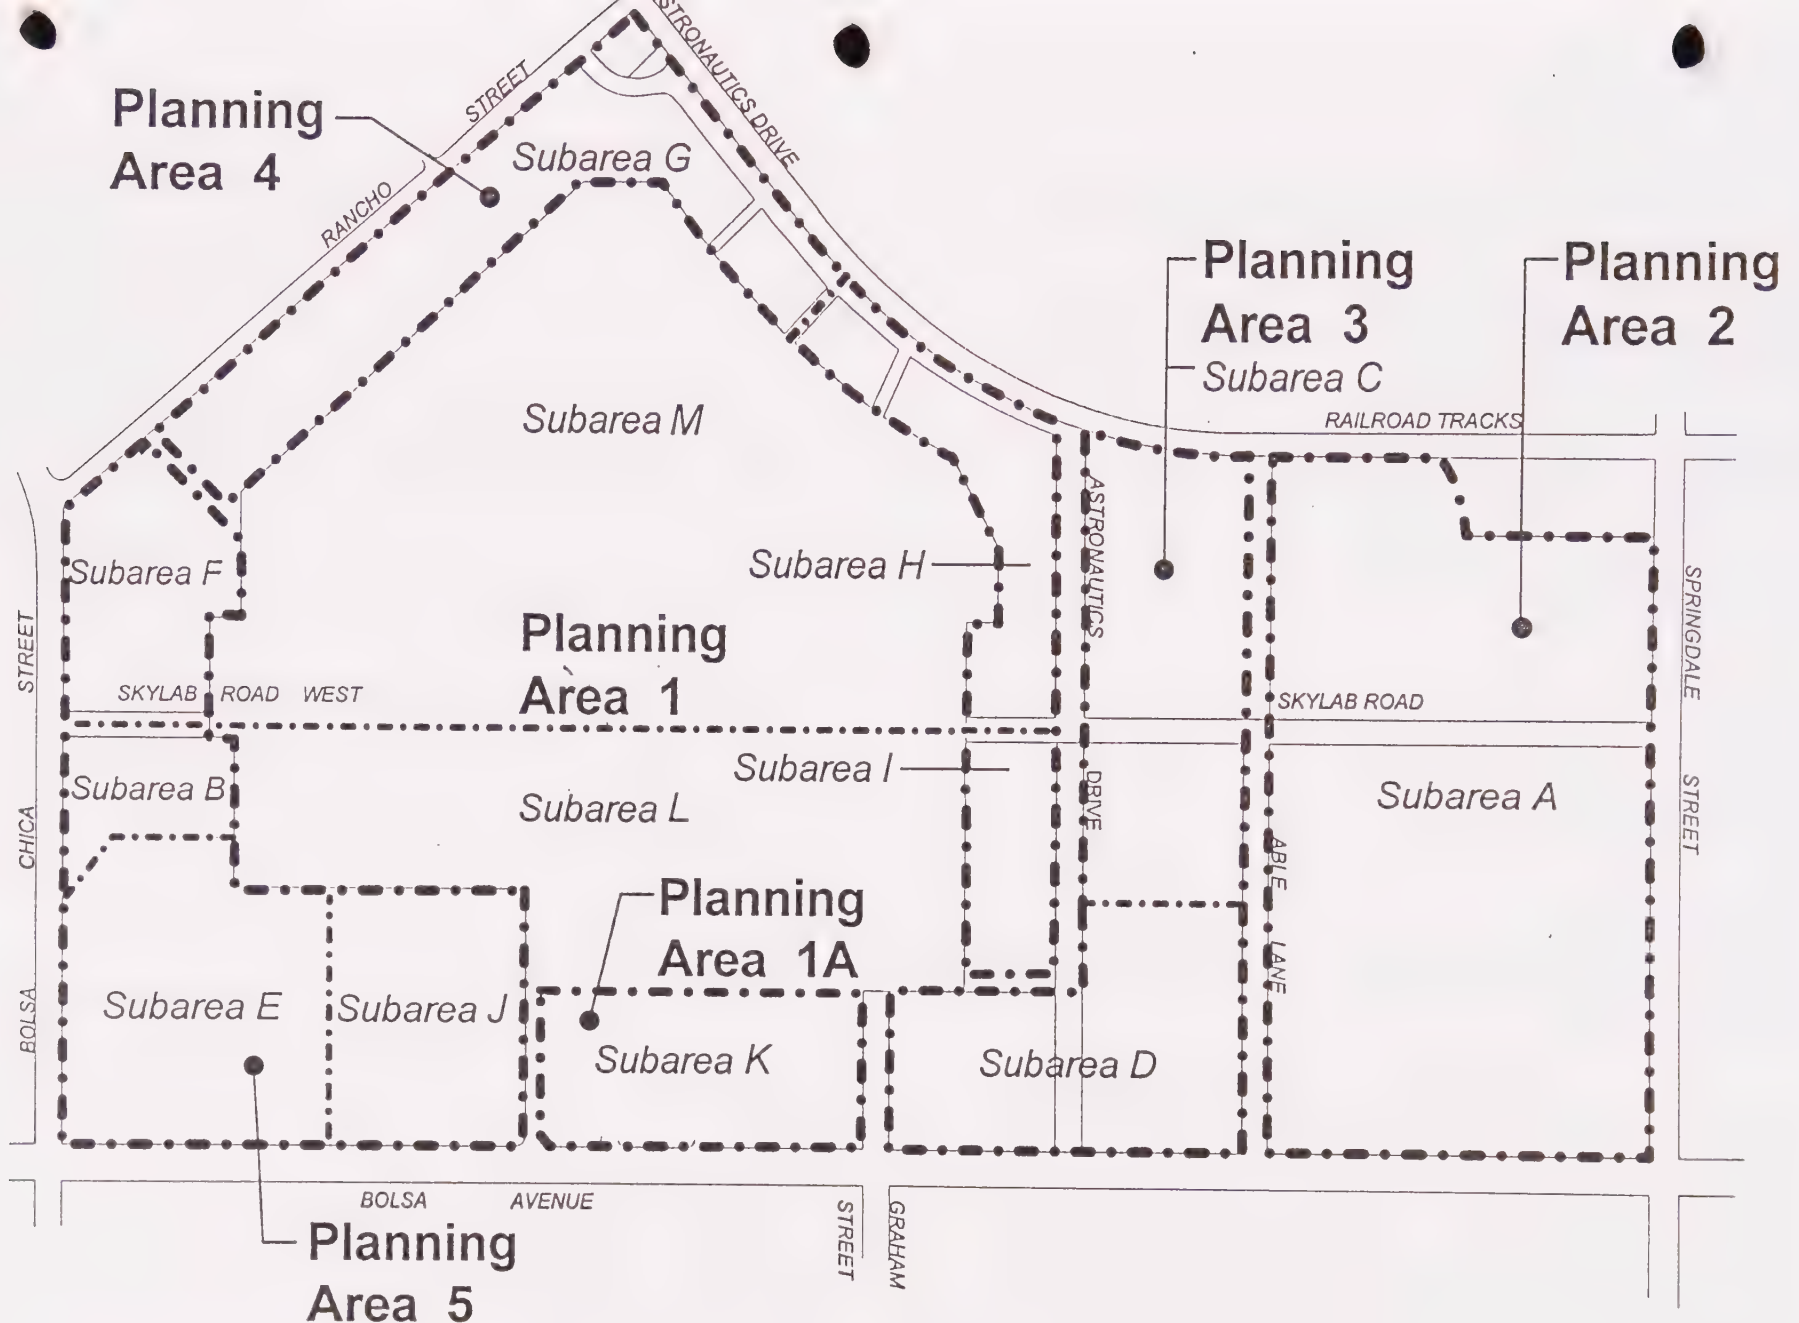 ASTRONAUTICS DRIVE
RANCHO STREET
Planning
Area 4
Subarea G
Planning
Area 3
Subarea C
Planning
Area 2
RAILROAD TRACKS
Subarea M
ASTRONAUTICS
DRIVE
Subarea H
Subarea F
Planning
Area 1
SKYLAB ROAD WEST
SKYLAB ROAD
SPRINGDALE
STREET
BOLSA CHICA STREET
Subarea I
Subarea B
Subarea L
Subarea A
ABLE
LANE
Planning
Area 1A
Subarea E
Subarea J
Subarea K
Subarea D
BOLSA AVENUE
STREET
GRAHAM
Planning
Area 5